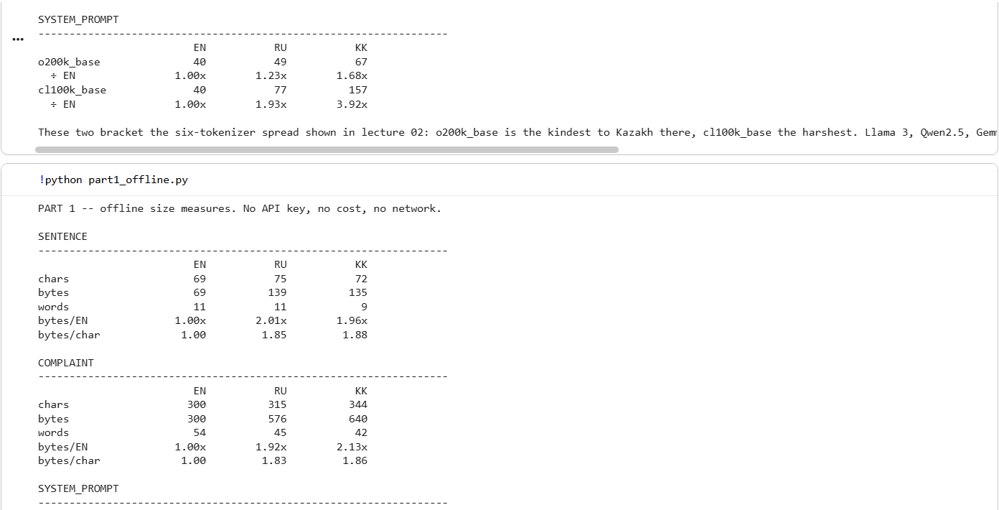 SYSTEM_PROMPT
------------------------------------------------------------------
EN RU KK
o200k_base 40 49 67
÷ EN 1.00x 1.23x 1.68x
cl100k_base 40 77 157
÷ EN 1.00x 1.93x 3.92x
These two bracket the six-tokenizer spread shown in lecture 02: o200k_base is the kindest to Kazakh there, cl100k_base the harshest. Llama 3, Qwen2.5,
!python part1_offline.py
PART 1 -- offline size measures. No API key, no cost, no network.
SENTENCE
------------------------------------------------------------------
EN RU KK
chars 69 75 72
bytes 69 139 135
words 11 11 9
bytes/EN 1.00x 2.01x 1.96x
bytes/char 1.00 1.85 1.88
COMPLAINT
------------------------------------------------------------------
EN RU KK
chars 300 315 344
bytes 300 576 640
words 54 45 42
bytes/EN 1.00x 1.92x 2.13x
bytes/char 1.00 1.83 1.86
SYSTEM_PROMPT
------------------------------------------------------------------